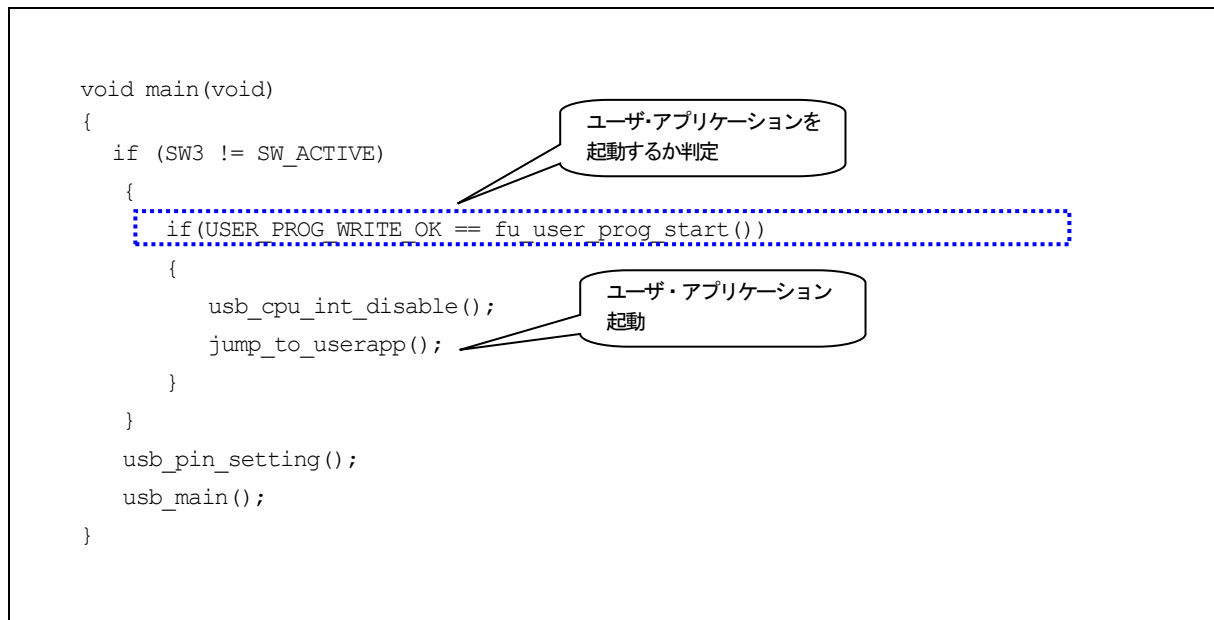 void main(void)
{
ユーザ・アプリケーションを
起動するか判定
if (SW3 != SW_ACTIVE)
{
if(USER_PROG_WRITE_OK == fu_user_prog_start())
{
ユーザ・アプリケーション
起動
usb_cpu_int_disable();
jump_to_userapp();
}
}
usb_pin_setting();
usb_main();
}